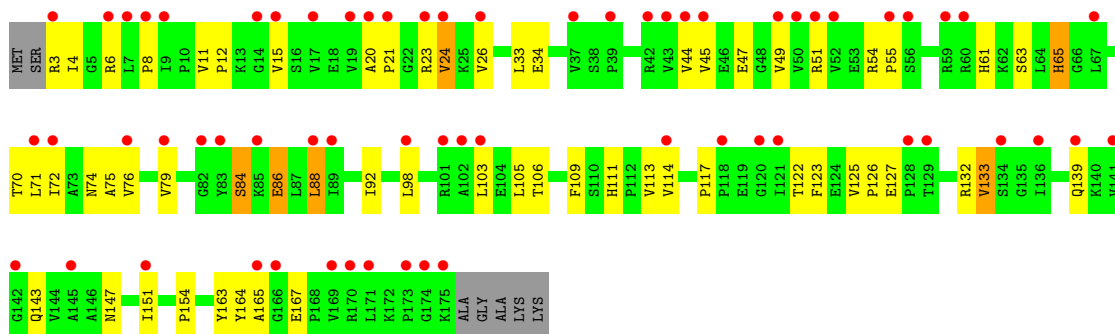 MET SER R3 I4 G5 R6 L7 P8 I9 P10 V11 P12 K13 G14 V15 S16 V17 E18 V19 A20 P21 G22 R23 V24 K25 V26 L33 E34 V37 S38 P39 R42 V43 V44 V45 E46 E47 G48 V49 V50 R51 V52 E53 R54 P55 S56 R59 R60 H61 K62 S63 L64 H65 G66 L67
T70 L71 I72 A73 N74 A75 V76 V79 G82 Y83 S84 K85 E86 L87 L88 I89 I92 L98 R101 A102 L103 E104 L105 T106 F109 S110 H111 P112 V113 V114 P117 P118 E119 G120 I121 T122 F123 E124 V125 P126 E127 P128 T129 R132 V133 S134 G135 I136 Q139 K140 V141
G142 Q143 V144 A145 A146 N147 I151 P154 Y163 Y164 A165 G166 E167 P168 V169 R170 L171 K172 P173 G174 K175 ALA GLY ALA LYS LYS